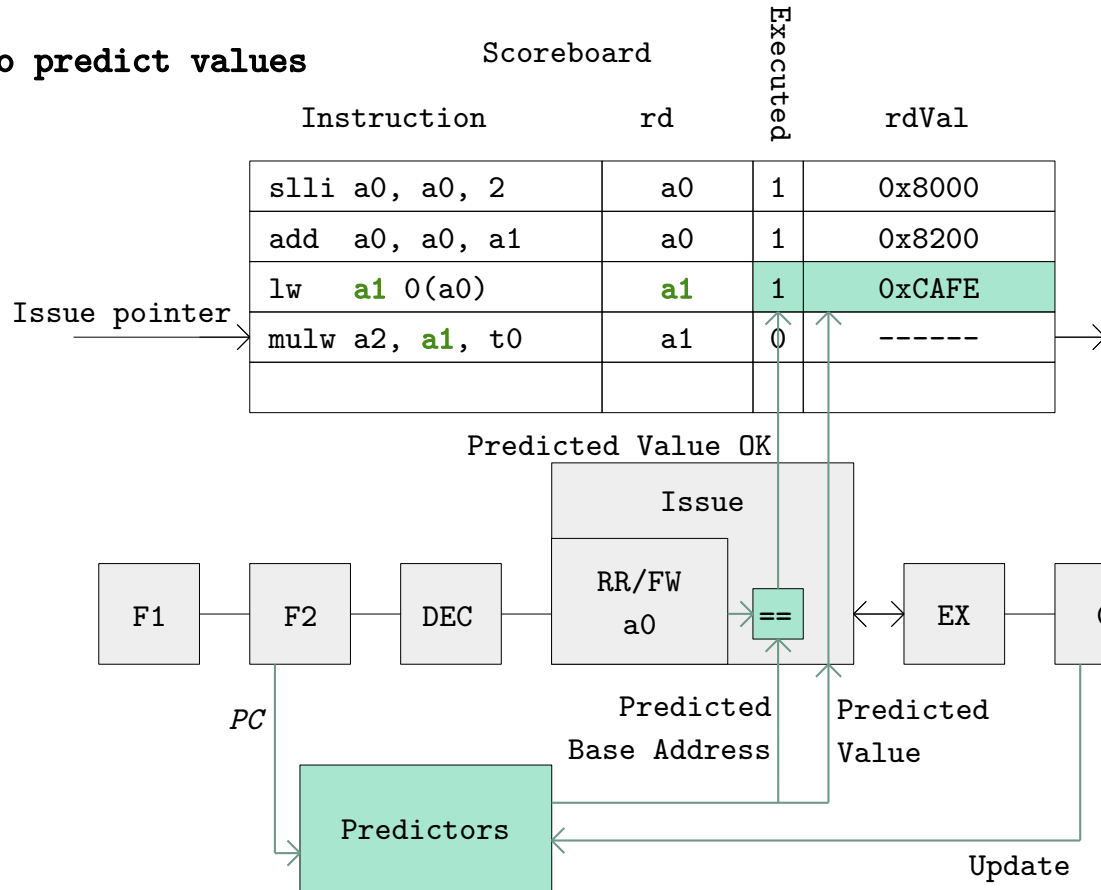 o predict values
Scoreboard
Executed
Instruction rd rdVal
slli a0, a0, 2 a0 1 0x8000
add a0, a0, a1 a0 1 0x8200
lw a1 0(a0) a1 1 0xCAFE
Issue pointer
mulw a2, a1, t0 a1 0 ------
Predicted Value OK
Issue
RR/FW
a0
F1 F2 DEC == EX
PC
Predicted
Base Address
Predicted
Value
Predictors
Update